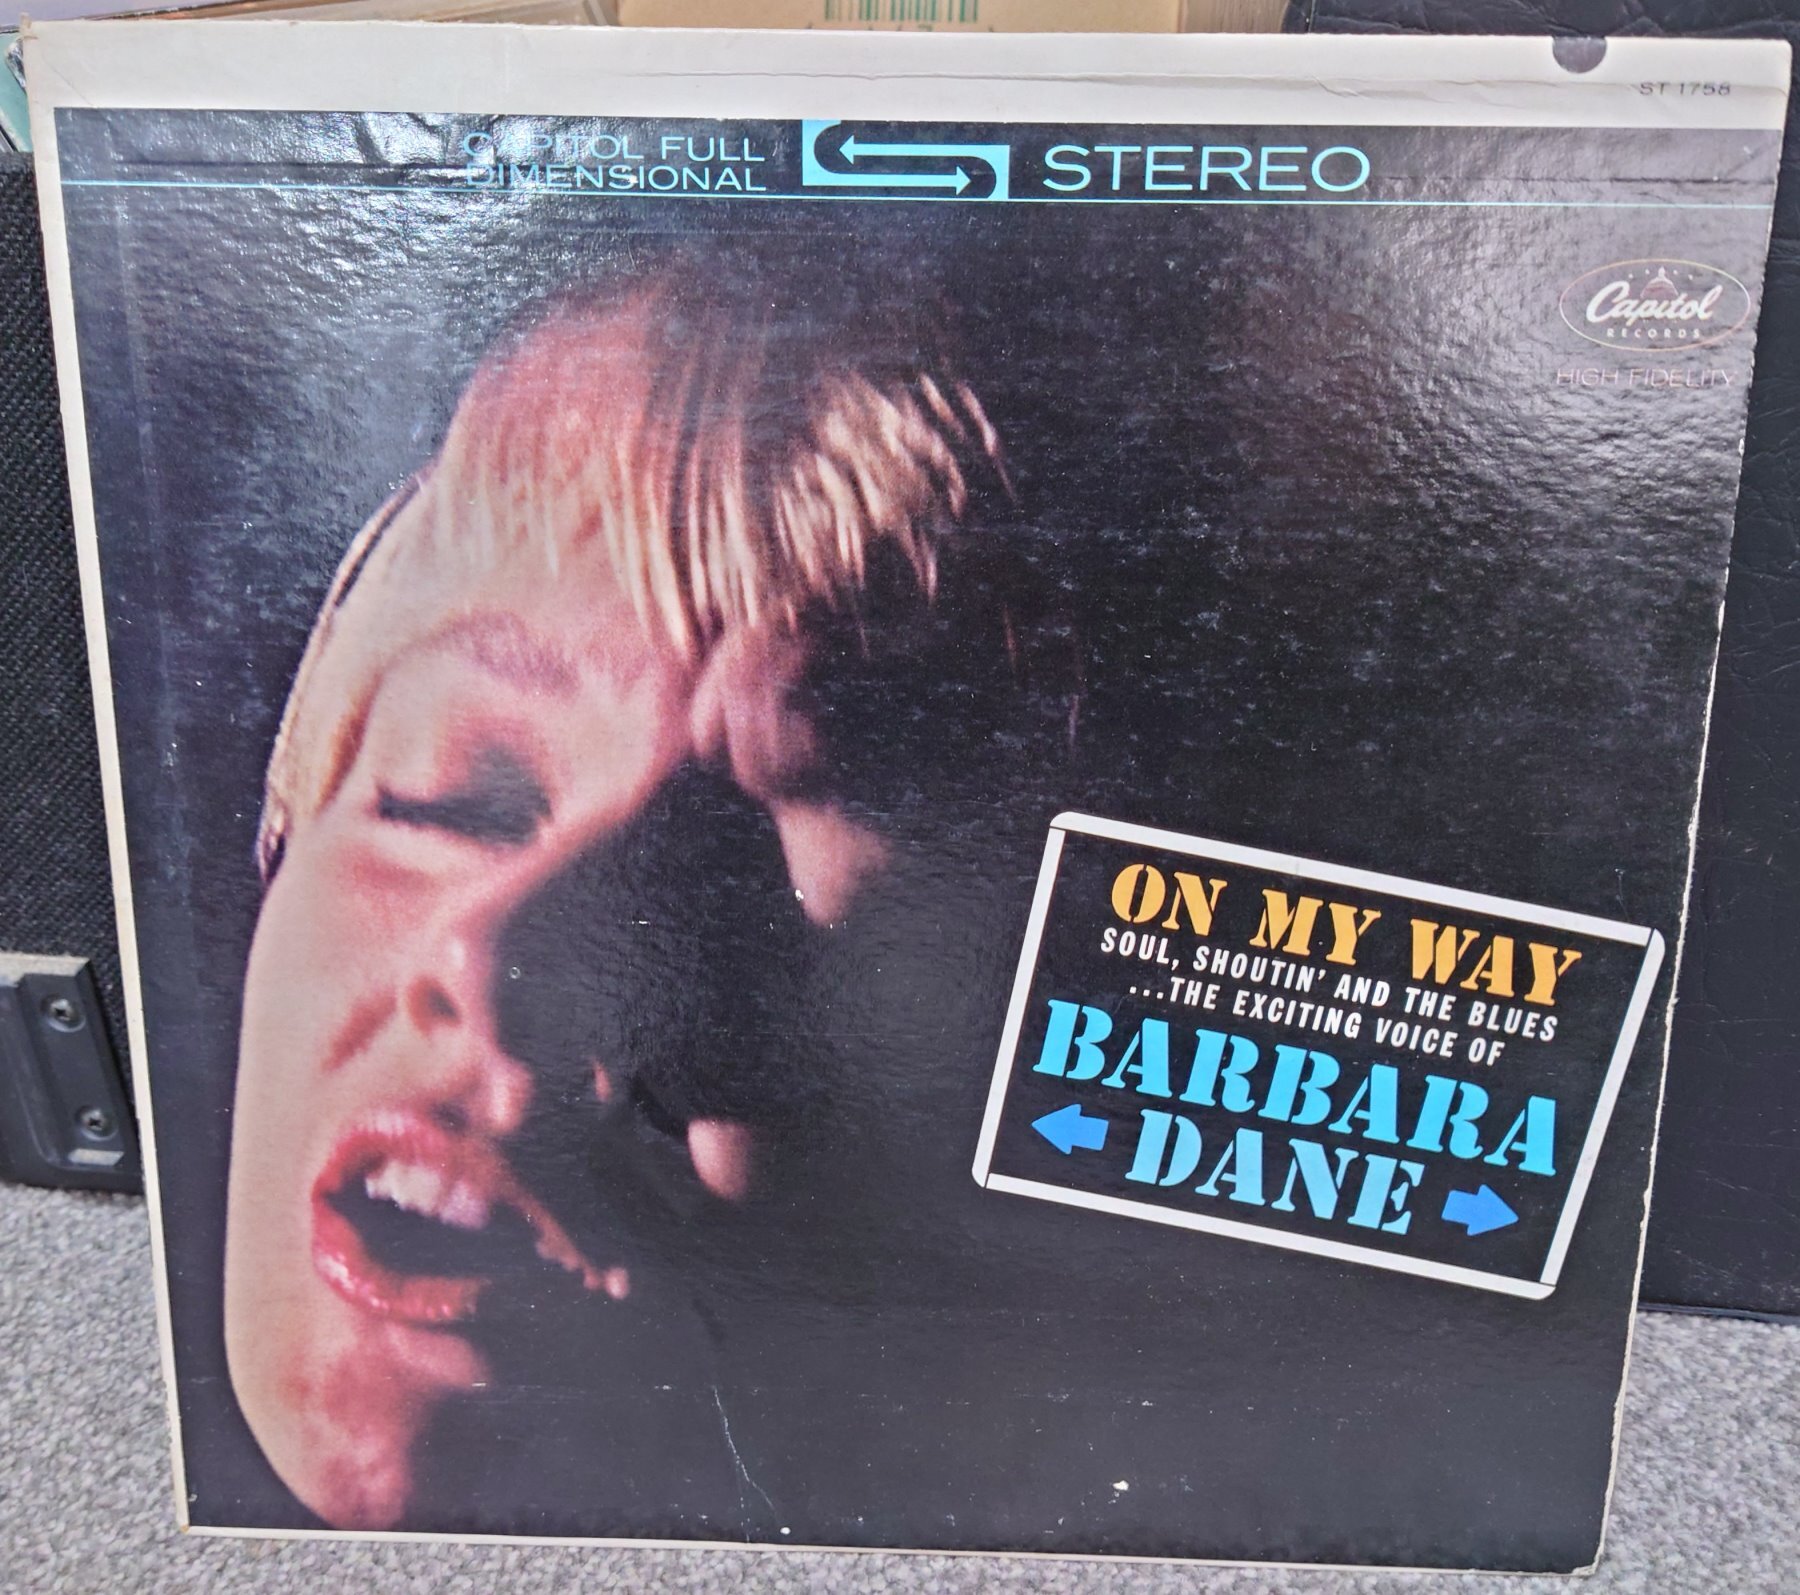 ST 1758
CAPITOL FULL
DIMENSIONAL
STEREO
Capitol
RECORDS
HIGH FIDELITY
ON MY WAY
SOUL, SHOUTIN' AND THE BLUES
...THE EXCITING VOICE OF
BARBARA
DANE